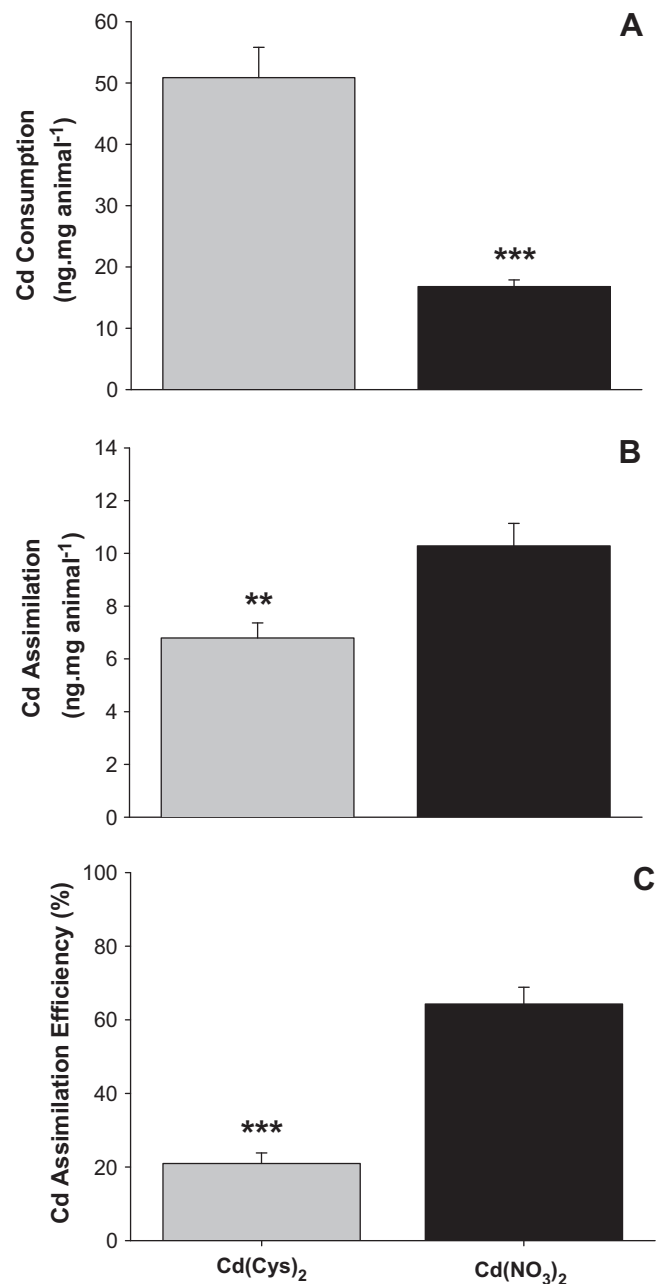 A
Cd Consumption
(ng.mg animal⁻¹)
60
50
40
30
20
10
0
***
B
Cd Assimilation
(ng.mg animal⁻¹)
14
12
10
8
6
4
2
0
**
C
Cd Assimilation Efficiency (%)
100
80
60
40
20
0
***
Cd(Cys)₂
Cd(NO₃)₂